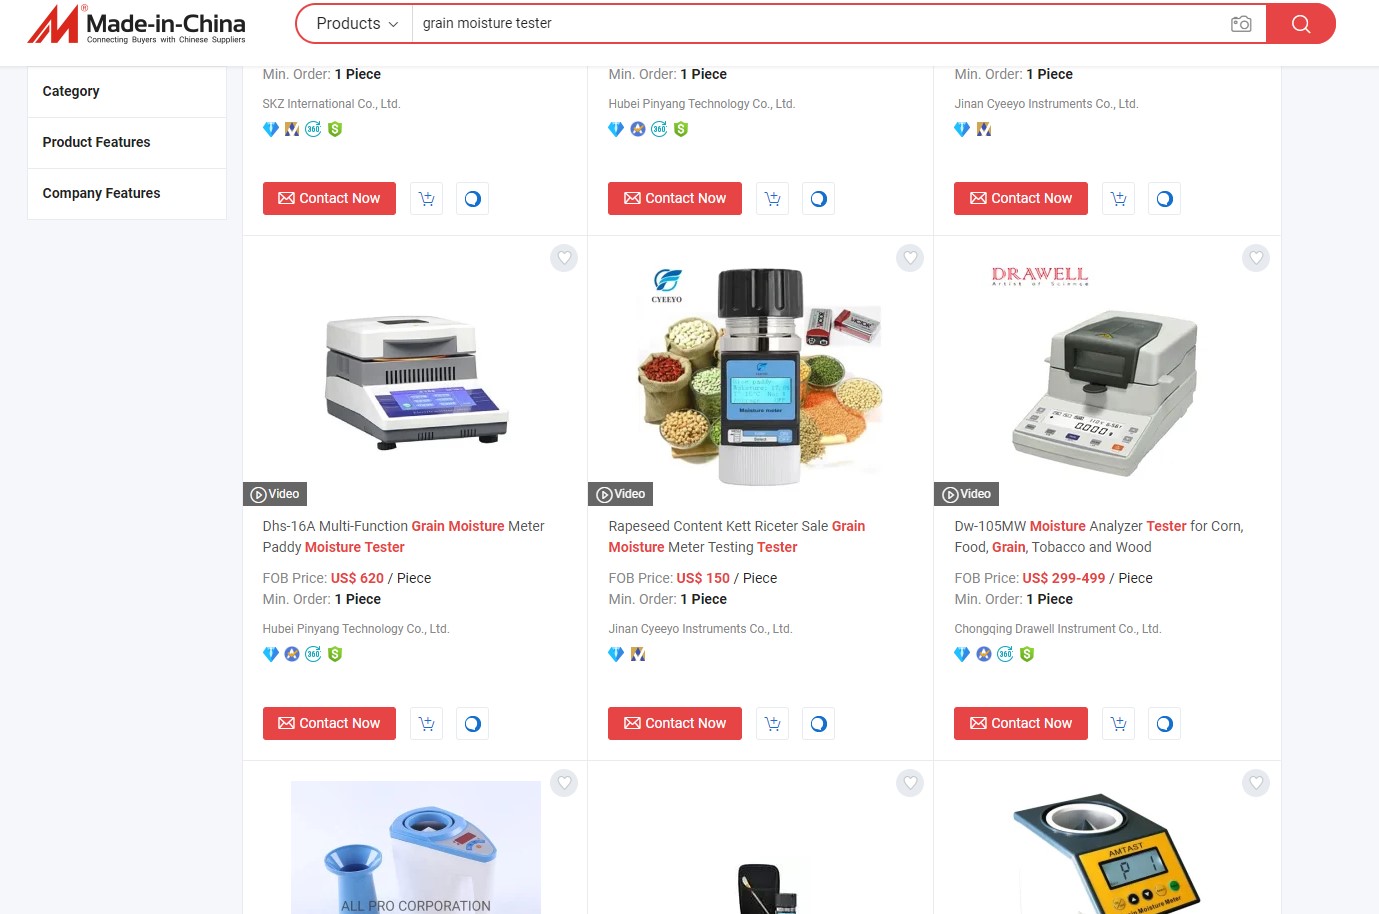 Made-in-China
Connecting Buyers with Chinese Suppliers
Products
grain moisture tester
Category
Product Features
Company Features
Min. Order: 1 Piece
SKZ International Co., Ltd.
Contact Now
Min. Order: 1 Piece
Hubei Pinyang Technology Co., Ltd.
Contact Now
Min. Order: 1 Piece
Jinan Cyeeyo Instruments Co., Ltd.
Contact Now
Video
Dhs-16A Multi-Function Grain Moisture Meter
Paddy Moisture Tester
FOB Price: US$ 620 / Piece
Min. Order: 1 Piece
Hubei Pinyang Technology Co., Ltd.
Contact Now
CYEEYO
Moisture meter
Video
Rapeseed Content Kett Riceter Sale Grain
Moisture Meter Testing Tester
FOB Price: US$ 150 / Piece
Min. Order: 1 Piece
Jinan Cyeeyo Instruments Co., Ltd.
Contact Now
DRAWELL
Artist of Science
0.000g
Video
Dw-105MW Moisture Analyzer Tester for Corn,
Food, Grain, Tobacco and Wood
FOB Price: US$ 299-499 / Piece
Min. Order: 1 Piece
Chongqing Drawell Instrument Co., Ltd.
Contact Now
ALL PRO CORPORATION
AMTAST
P 1
Moisture Meter